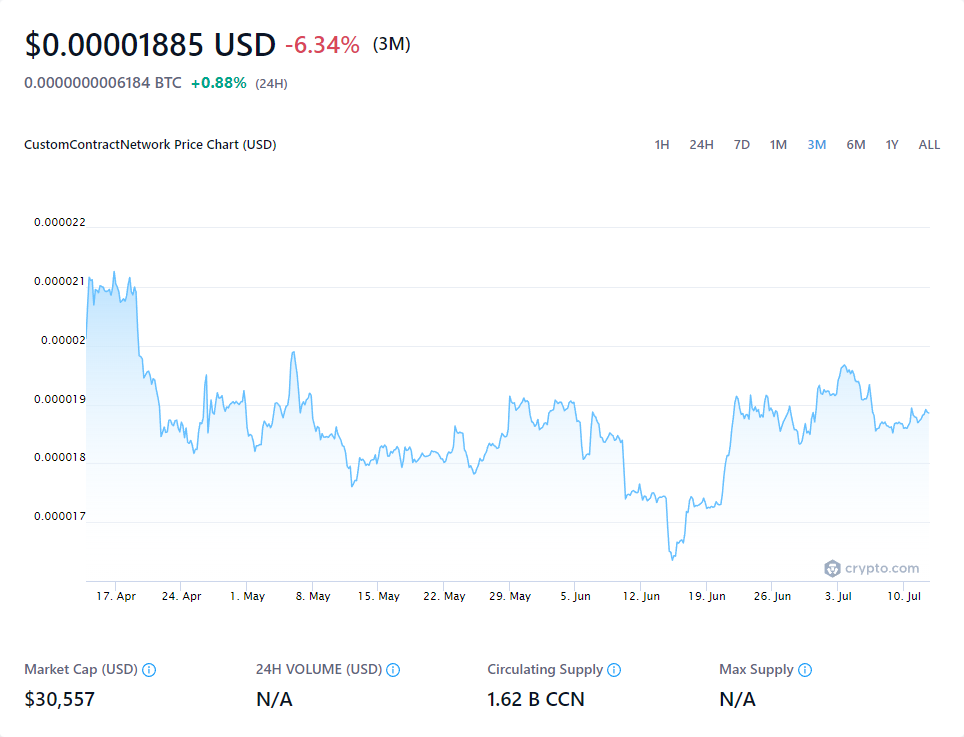 $0.00001885 USD -6.34% (3M)
0.0000000006184 BTC +0.88% (24H)
CustomContractNetwork Price Chart (USD) 1H 24H 7D 1M 3M 6M 1Y ALL
0.000022
0.000021
0.00002
0.000019
0.000018
0.000017
crypto.com
17. Apr 24. Apr 1. May 8. May 15. May 22. May 29. May 5. Jun 12. Jun 19. Jun 26. Jun 3. Jul 10. Jul
Market Cap (USD) 24H VOLUME (USD) Circulating Supply Max Supply
$30,557 N/A 1.62 B CCN N/A